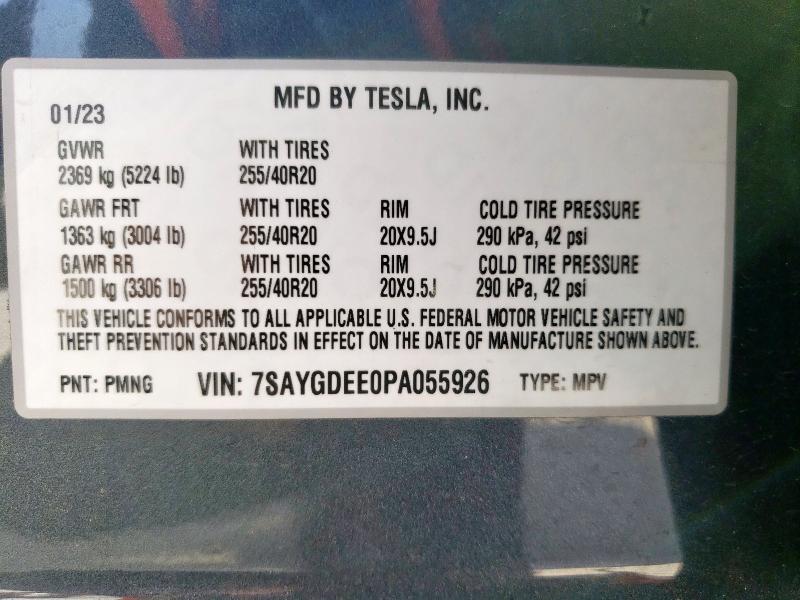 MFD BY TESLA, INC.
01/23
GVWR WITH TIRES
2369 kg (5224 lb) 255/40R20
GAWR FRT WITH TIRES RIM COLD TIRE PRESSURE
1363 kg (3004 lb) 255/40R20 20X9.5J 290 kPa, 42 psi
GAWR RR WITH TIRES RIM COLD TIRE PRESSURE
1500 kg (3306 lb) 255/40R20 20X9.5J 290 kPa, 42 psi
THIS VEHICLE CONFORMS TO ALL APPLICABLE U.S. FEDERAL MOTOR VEHICLE SAFETY AND
THEFT PREVENTION STANDARDS IN EFFECT ON THE DATE OF MANUFACTURE SHOWN ABOVE.
PNT: PMNG VIN: 7SAYGDEE0PA055926 TYPE: MPV